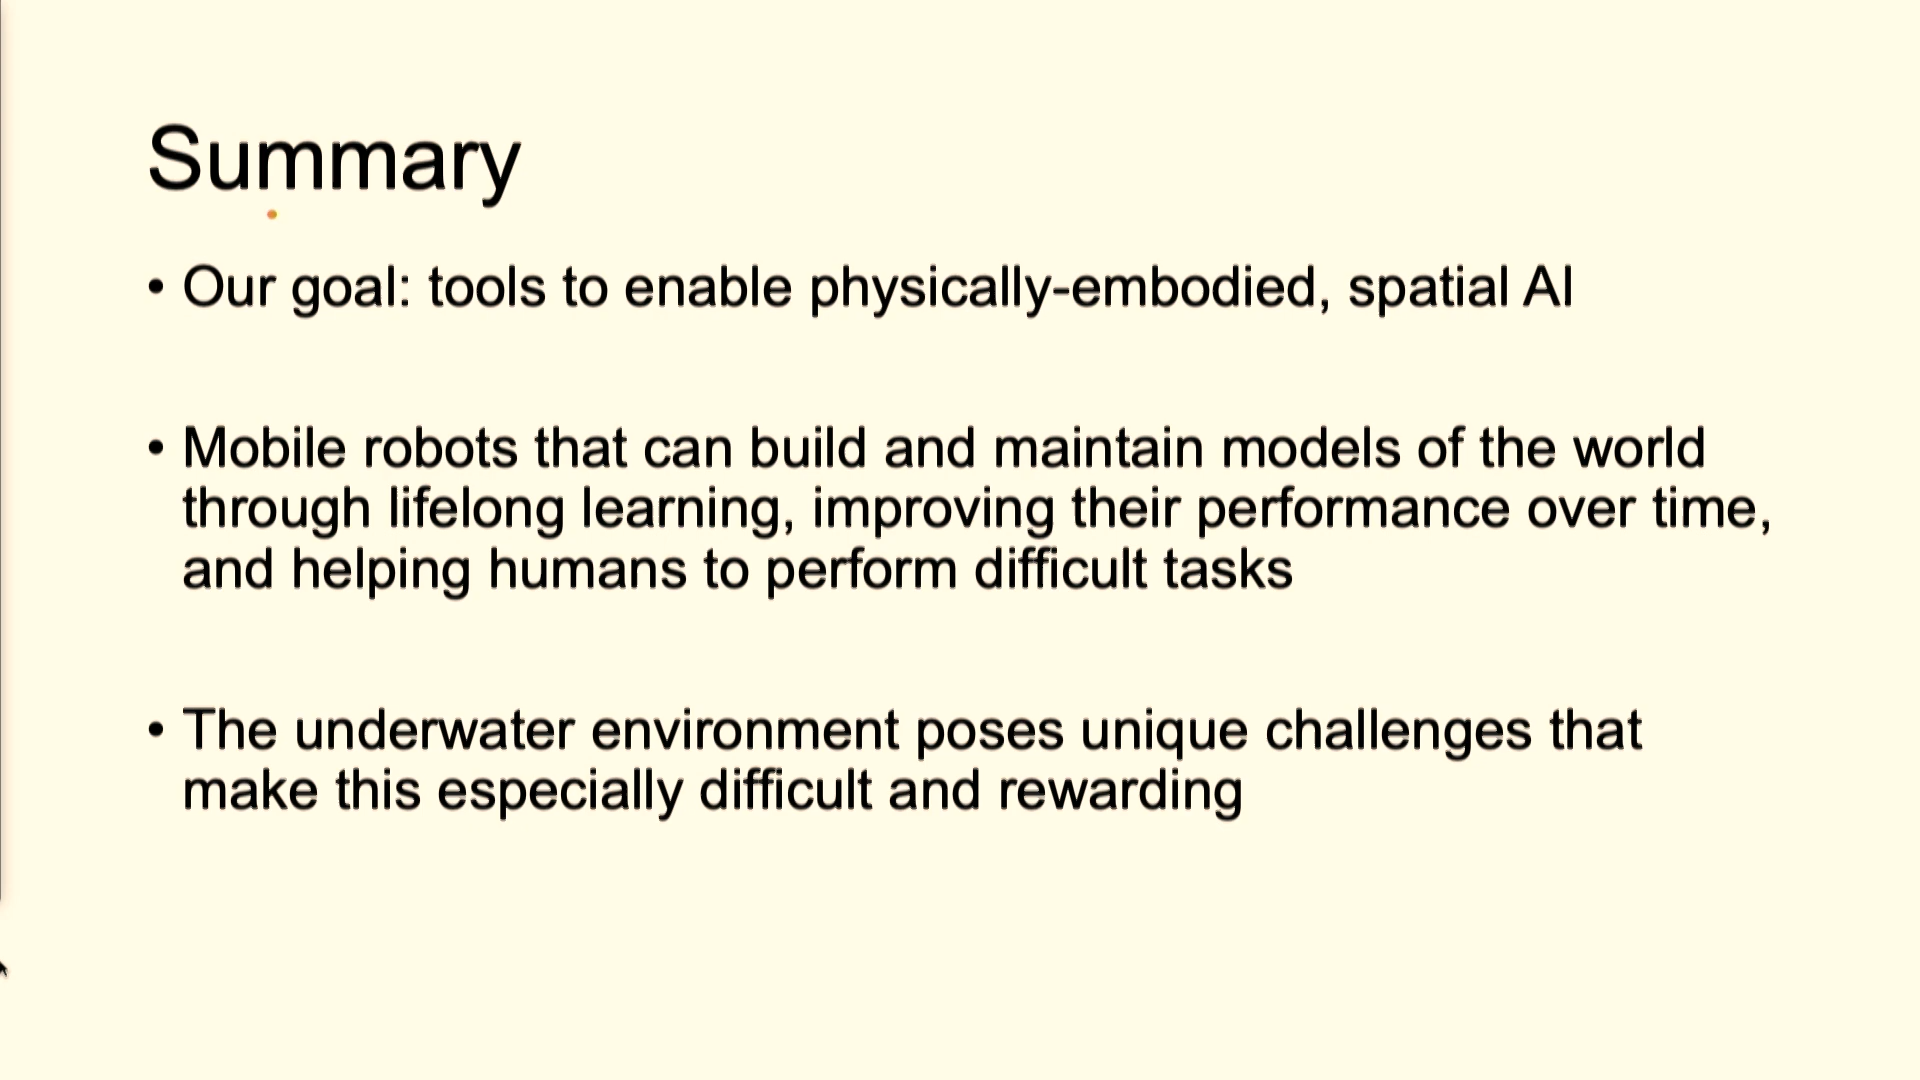 Summary
• Our goal: tools to enable physically-embodied, spatial AI
• Mobile robots that can build and maintain models of the world
through lifelong learning, improving their performance over time,
and helping humans to perform difficult tasks
• The underwater environment poses unique challenges that
make this especially difficult and rewarding